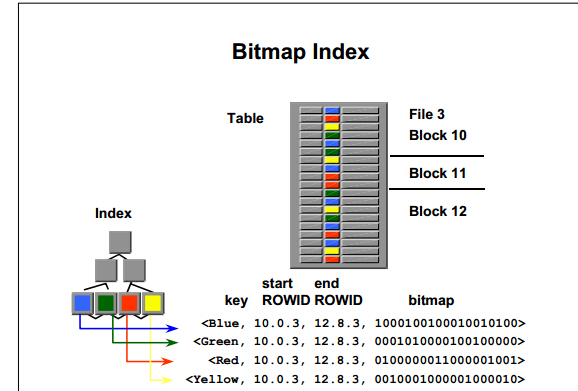 Bitmap Index
Table
File 3
Block 10
Block 11
Block 12
Index
start end
key ROWID ROWID bitmap
<Blue, 10.0.3, 12.8.3, 1000100100010010100>
<Green, 10.0.3, 12.8.3, 0001010000100100000>
<Red, 10.0.3, 12.8.3, 0100000011000001001>
<Yellow, 10.0.3, 12.8.3, 0010001000001000010>